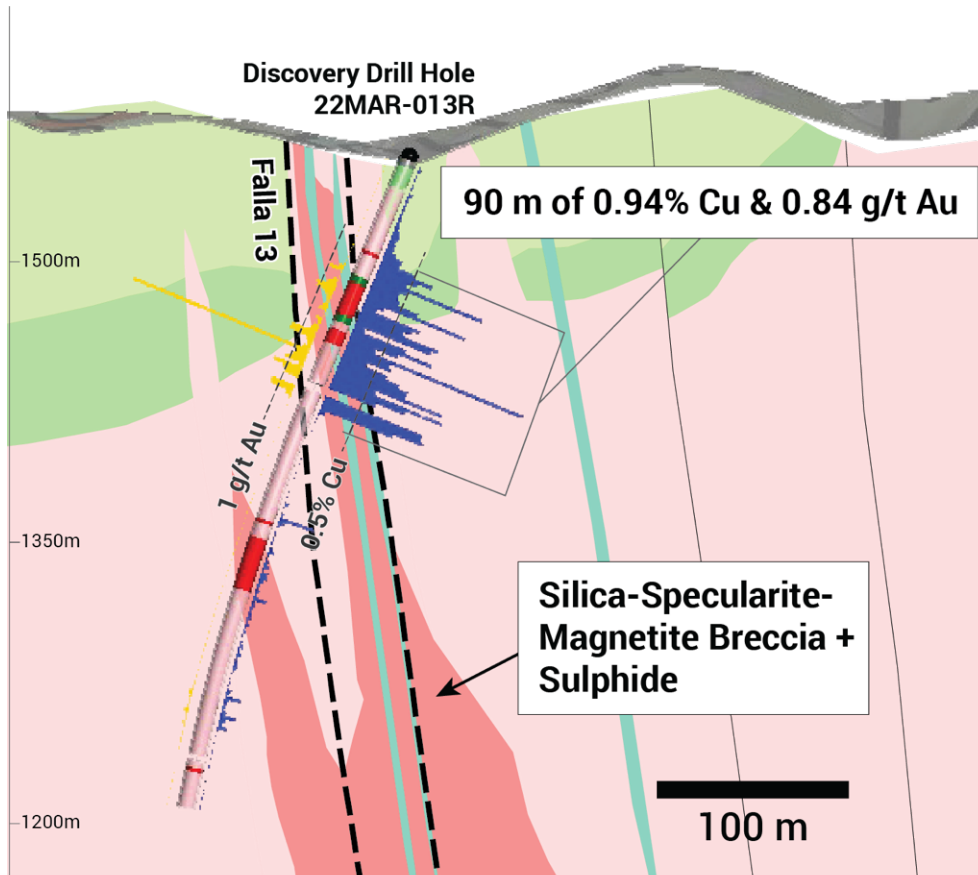 Discovery Drill Hole
22MAR-013R
Falla 13
90 m of 0.94% Cu & 0.84 g/t Au
1500m
1 g/t Au
0.5% Cu
1350m
Silica-Specularite-
Magnetite Breccia +
Sulphide
100 m
1200m